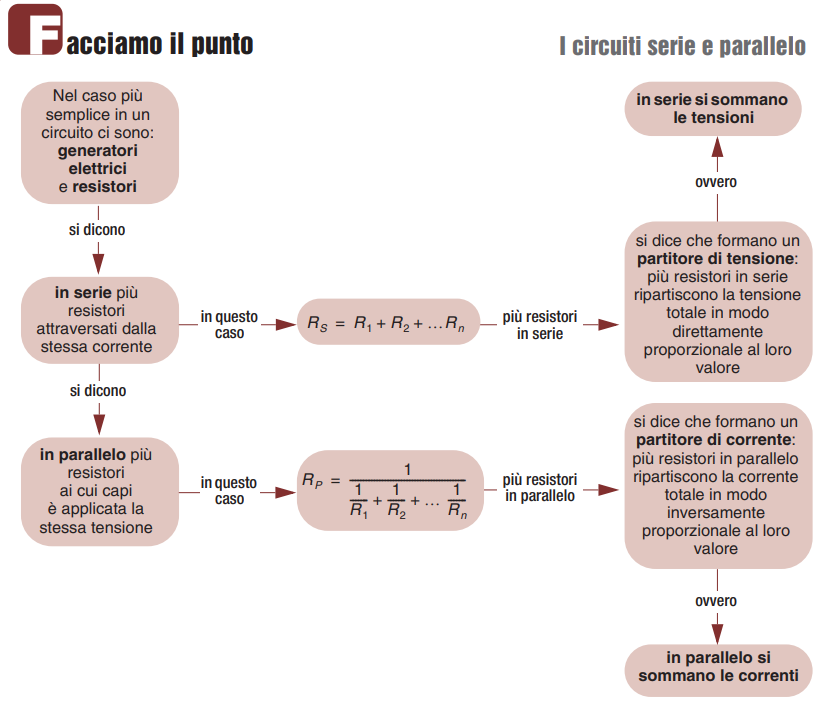 Facciamo il punto
I circuiti serie e parallelo
Nel caso più
semplice in un
circuito ci sono:
generatori
elettrici
e resistori
si dicono
in serie più
resistori
attraversati dalla
stessa corrente
in questo
caso
R_S = R_1 + R_2 + … R_n
più resistori
in serie
si dice che formano un
partitore di tensione:
più resistori in serie
ripartiscono la tensione
totale in modo
direttamente
proporzionale al loro
valore
ovvero
in serie si sommano
le tensioni
si dicono
in parallelo più
resistori
ai cui capi
è applicata la
stessa tensione
in questo
caso
R_P = 1 / (1/R_1 + 1/R_2 + … 1/R_n)
più resistori
in parallelo
si dice che formano un
partitore di corrente:
più resistori in parallelo
ripartiscono la corrente
totale in modo
inversamente
proporzionale al loro
valore
ovvero
in parallelo si
sommano le correnti